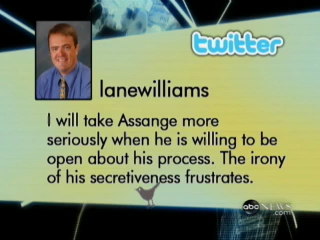 twitter
lanewilliams
I will take Assange more
seriously when he is willing to be
open about his process. The irony
of his secretiveness frustrates.
abc NEWS
.com